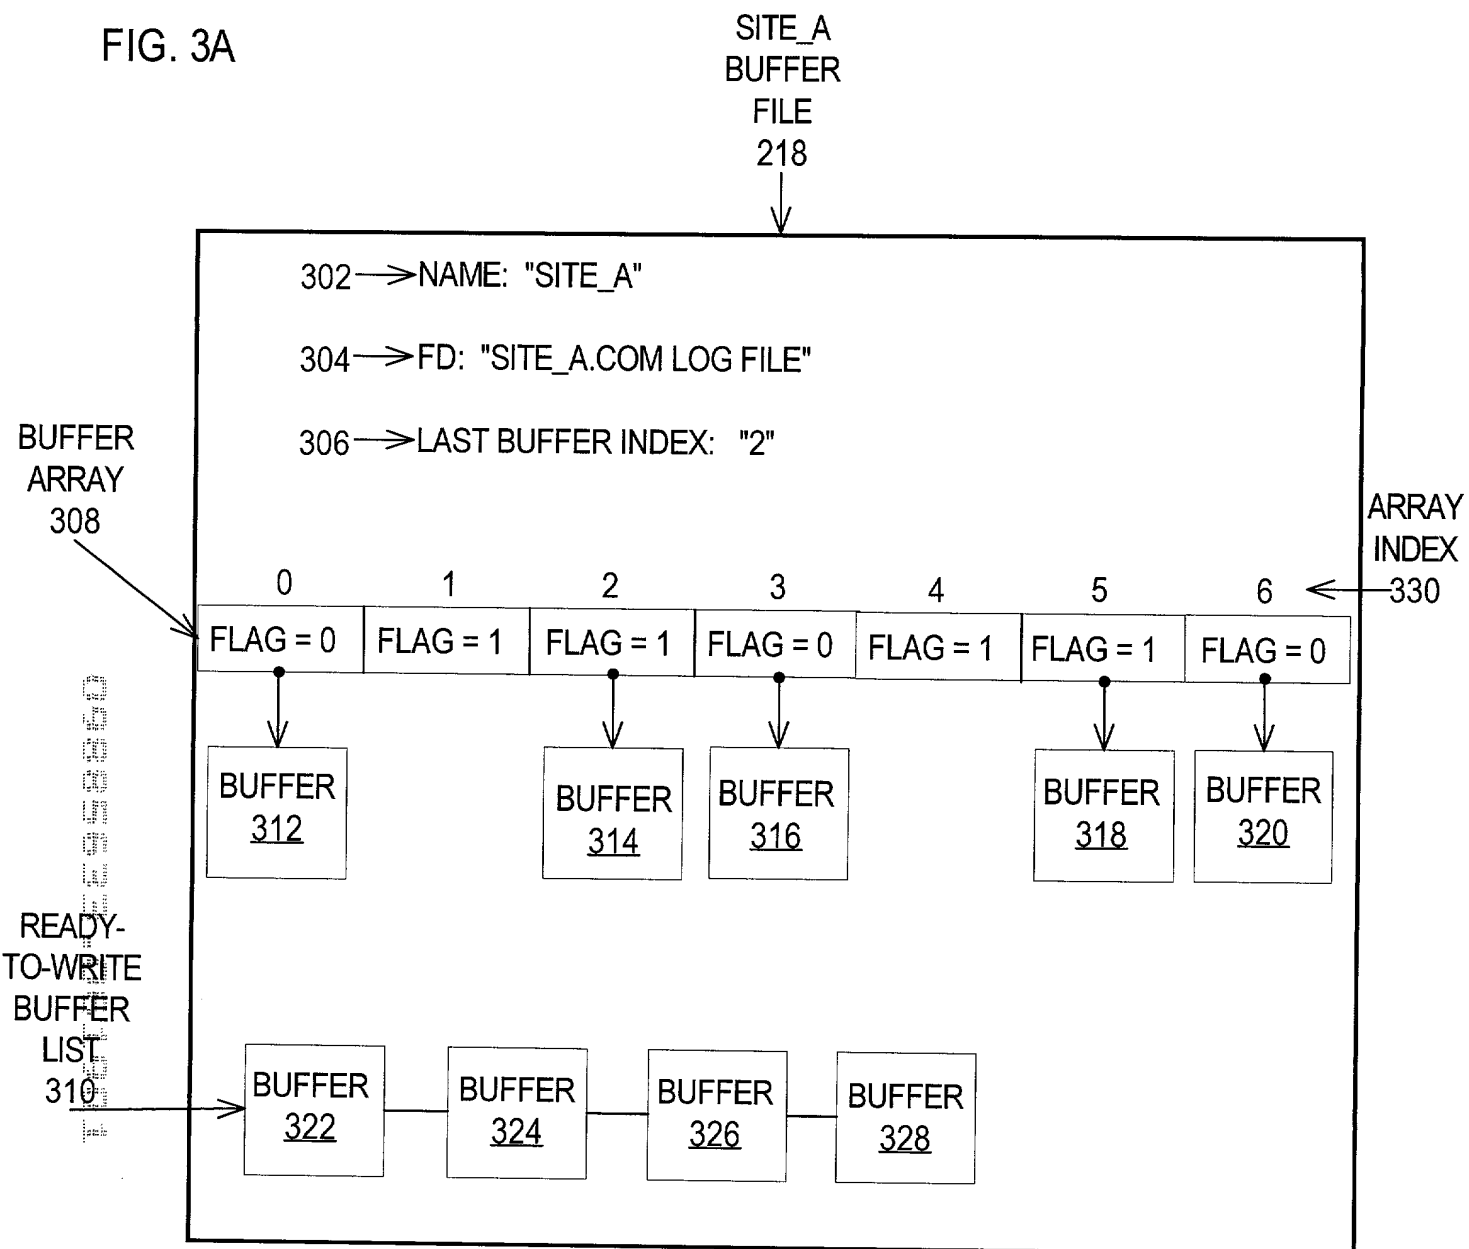 FIG. 3A
SITE_A
BUFFER
FILE
218
302 NAME: "SITE_A"
304 FD: "SITE_A.COM LOG FILE"
306 LAST BUFFER INDEX: "2"
BUFFER
ARRAY
308
ARRAY
INDEX
330
0 1 2 3 4 5 6
FLAG = 0 FLAG = 1 FLAG = 1 FLAG = 0 FLAG = 1 FLAG = 1 FLAG = 0
BUFFER
312
BUFFER
314
BUFFER
316
BUFFER
318
BUFFER
320
READY-
TO-WRITE
BUFFER
LIST
310
BUFFER
322
BUFFER
324
BUFFER
326
BUFFER
328